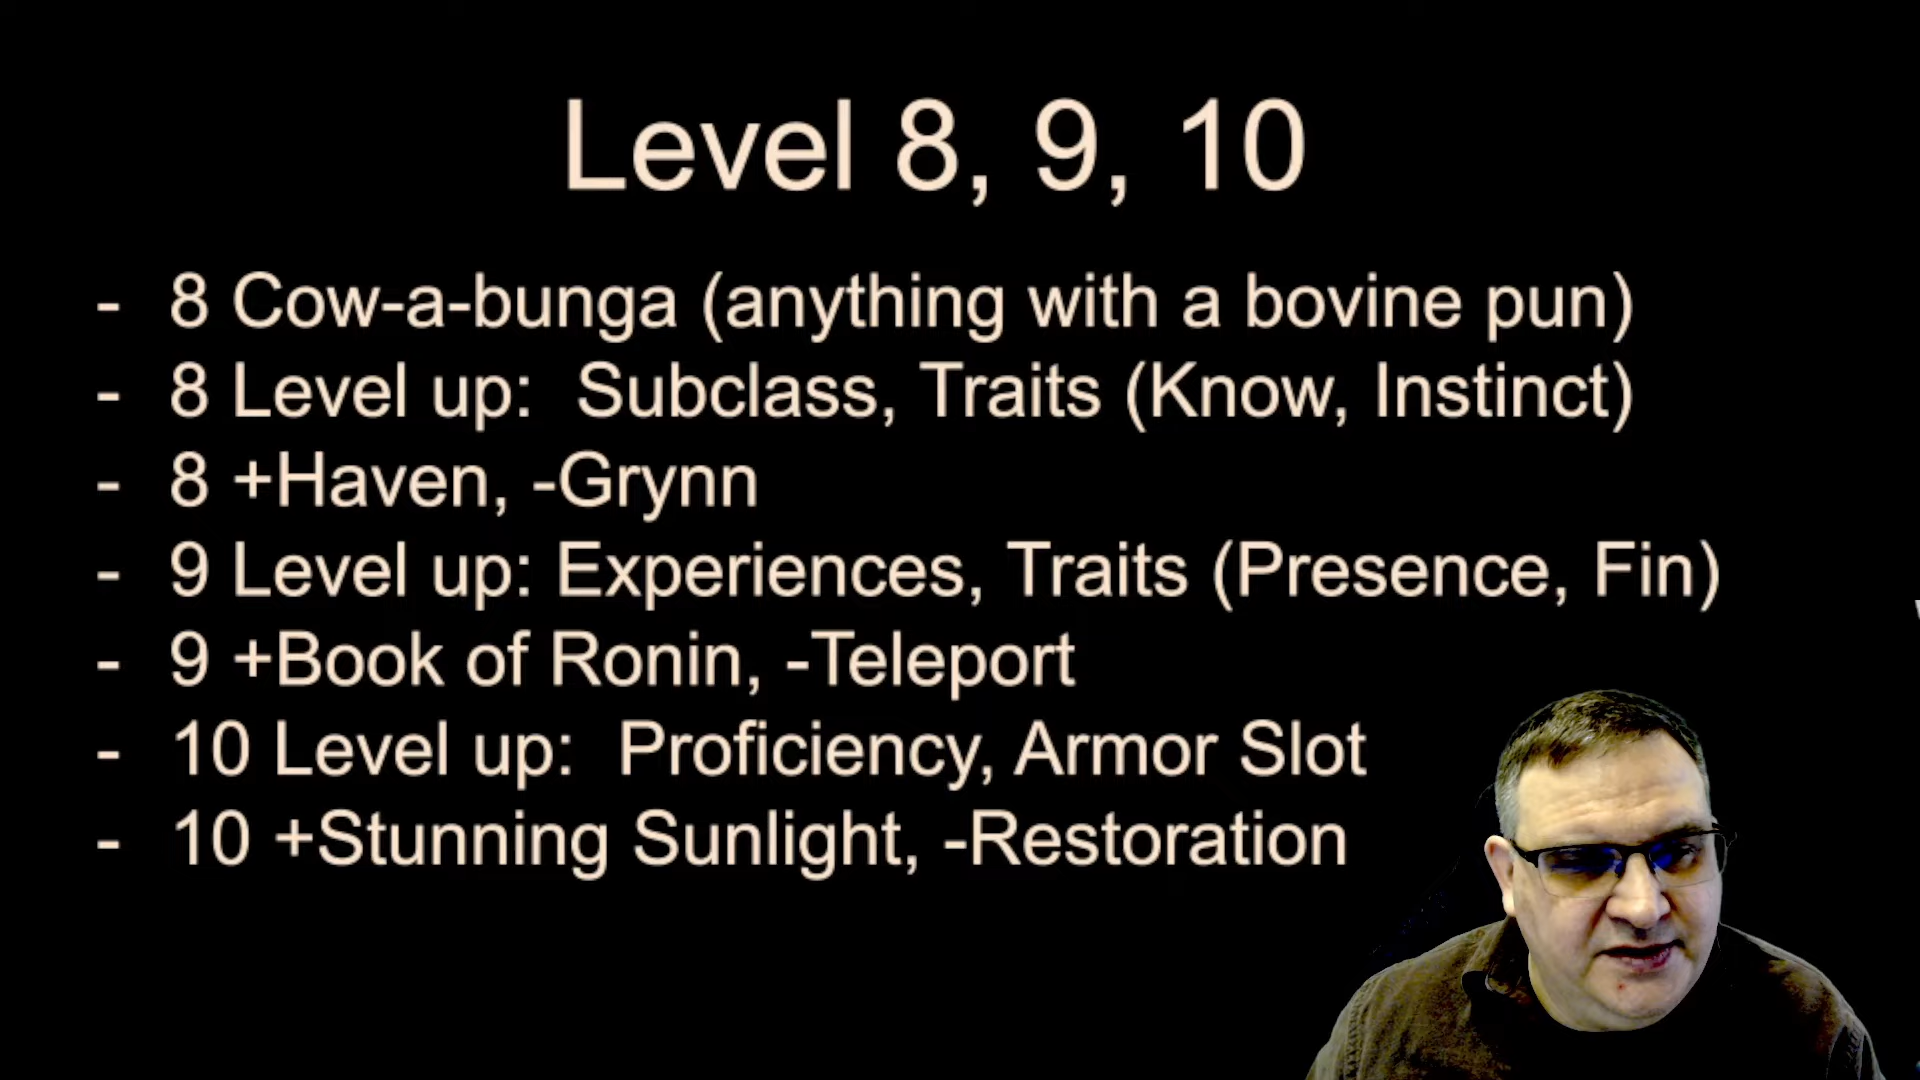 Level 8, 9, 10
- 8 Cow-a-bunga (anything with a bovine pun)
- 8 Level up:  Subclass, Traits (Know, Instinct)
- 8 +Haven, -Grynn
- 9 Level up: Experiences, Traits (Presence, Fin)
- 9 +Book of Ronin, -Teleport
- 10 Level up:  Proficiency, Armor Slot
- 10 +Stunning Sunlight, -Restoration